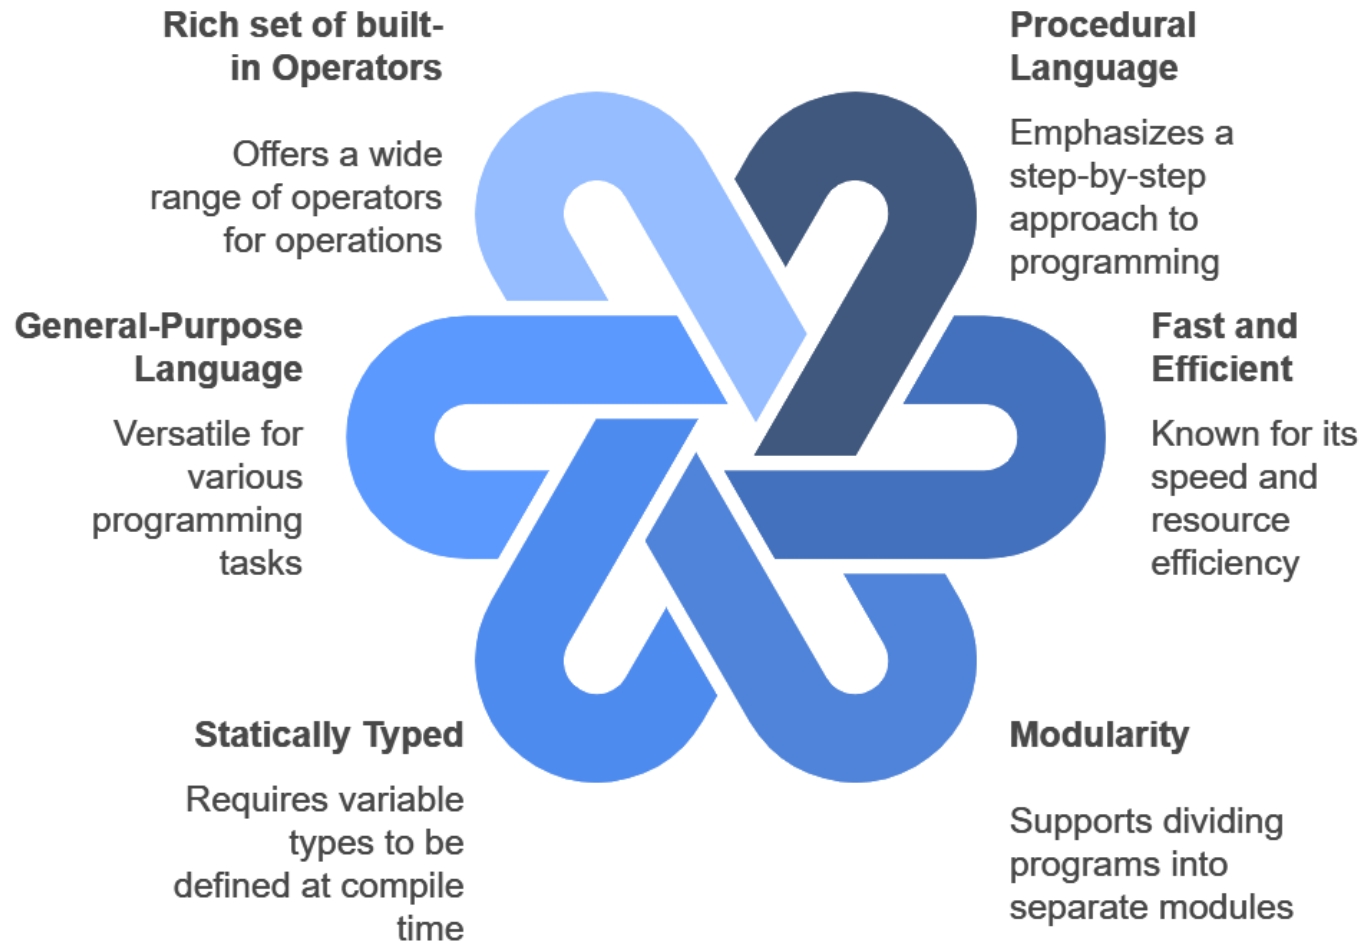 Rich set of built-
in Operators
Offers a wide
range of operators
for operations
Procedural
Language
Emphasizes a
step-by-step
approach to
programming
General-Purpose
Language
Versatile for
various
programming
tasks
Fast and
Efficient
Known for its
speed and
resource
efficiency
Statically Typed
Requires variable
types to be
defined at compile
time
Modularity
Supports dividing
programs into
separate modules